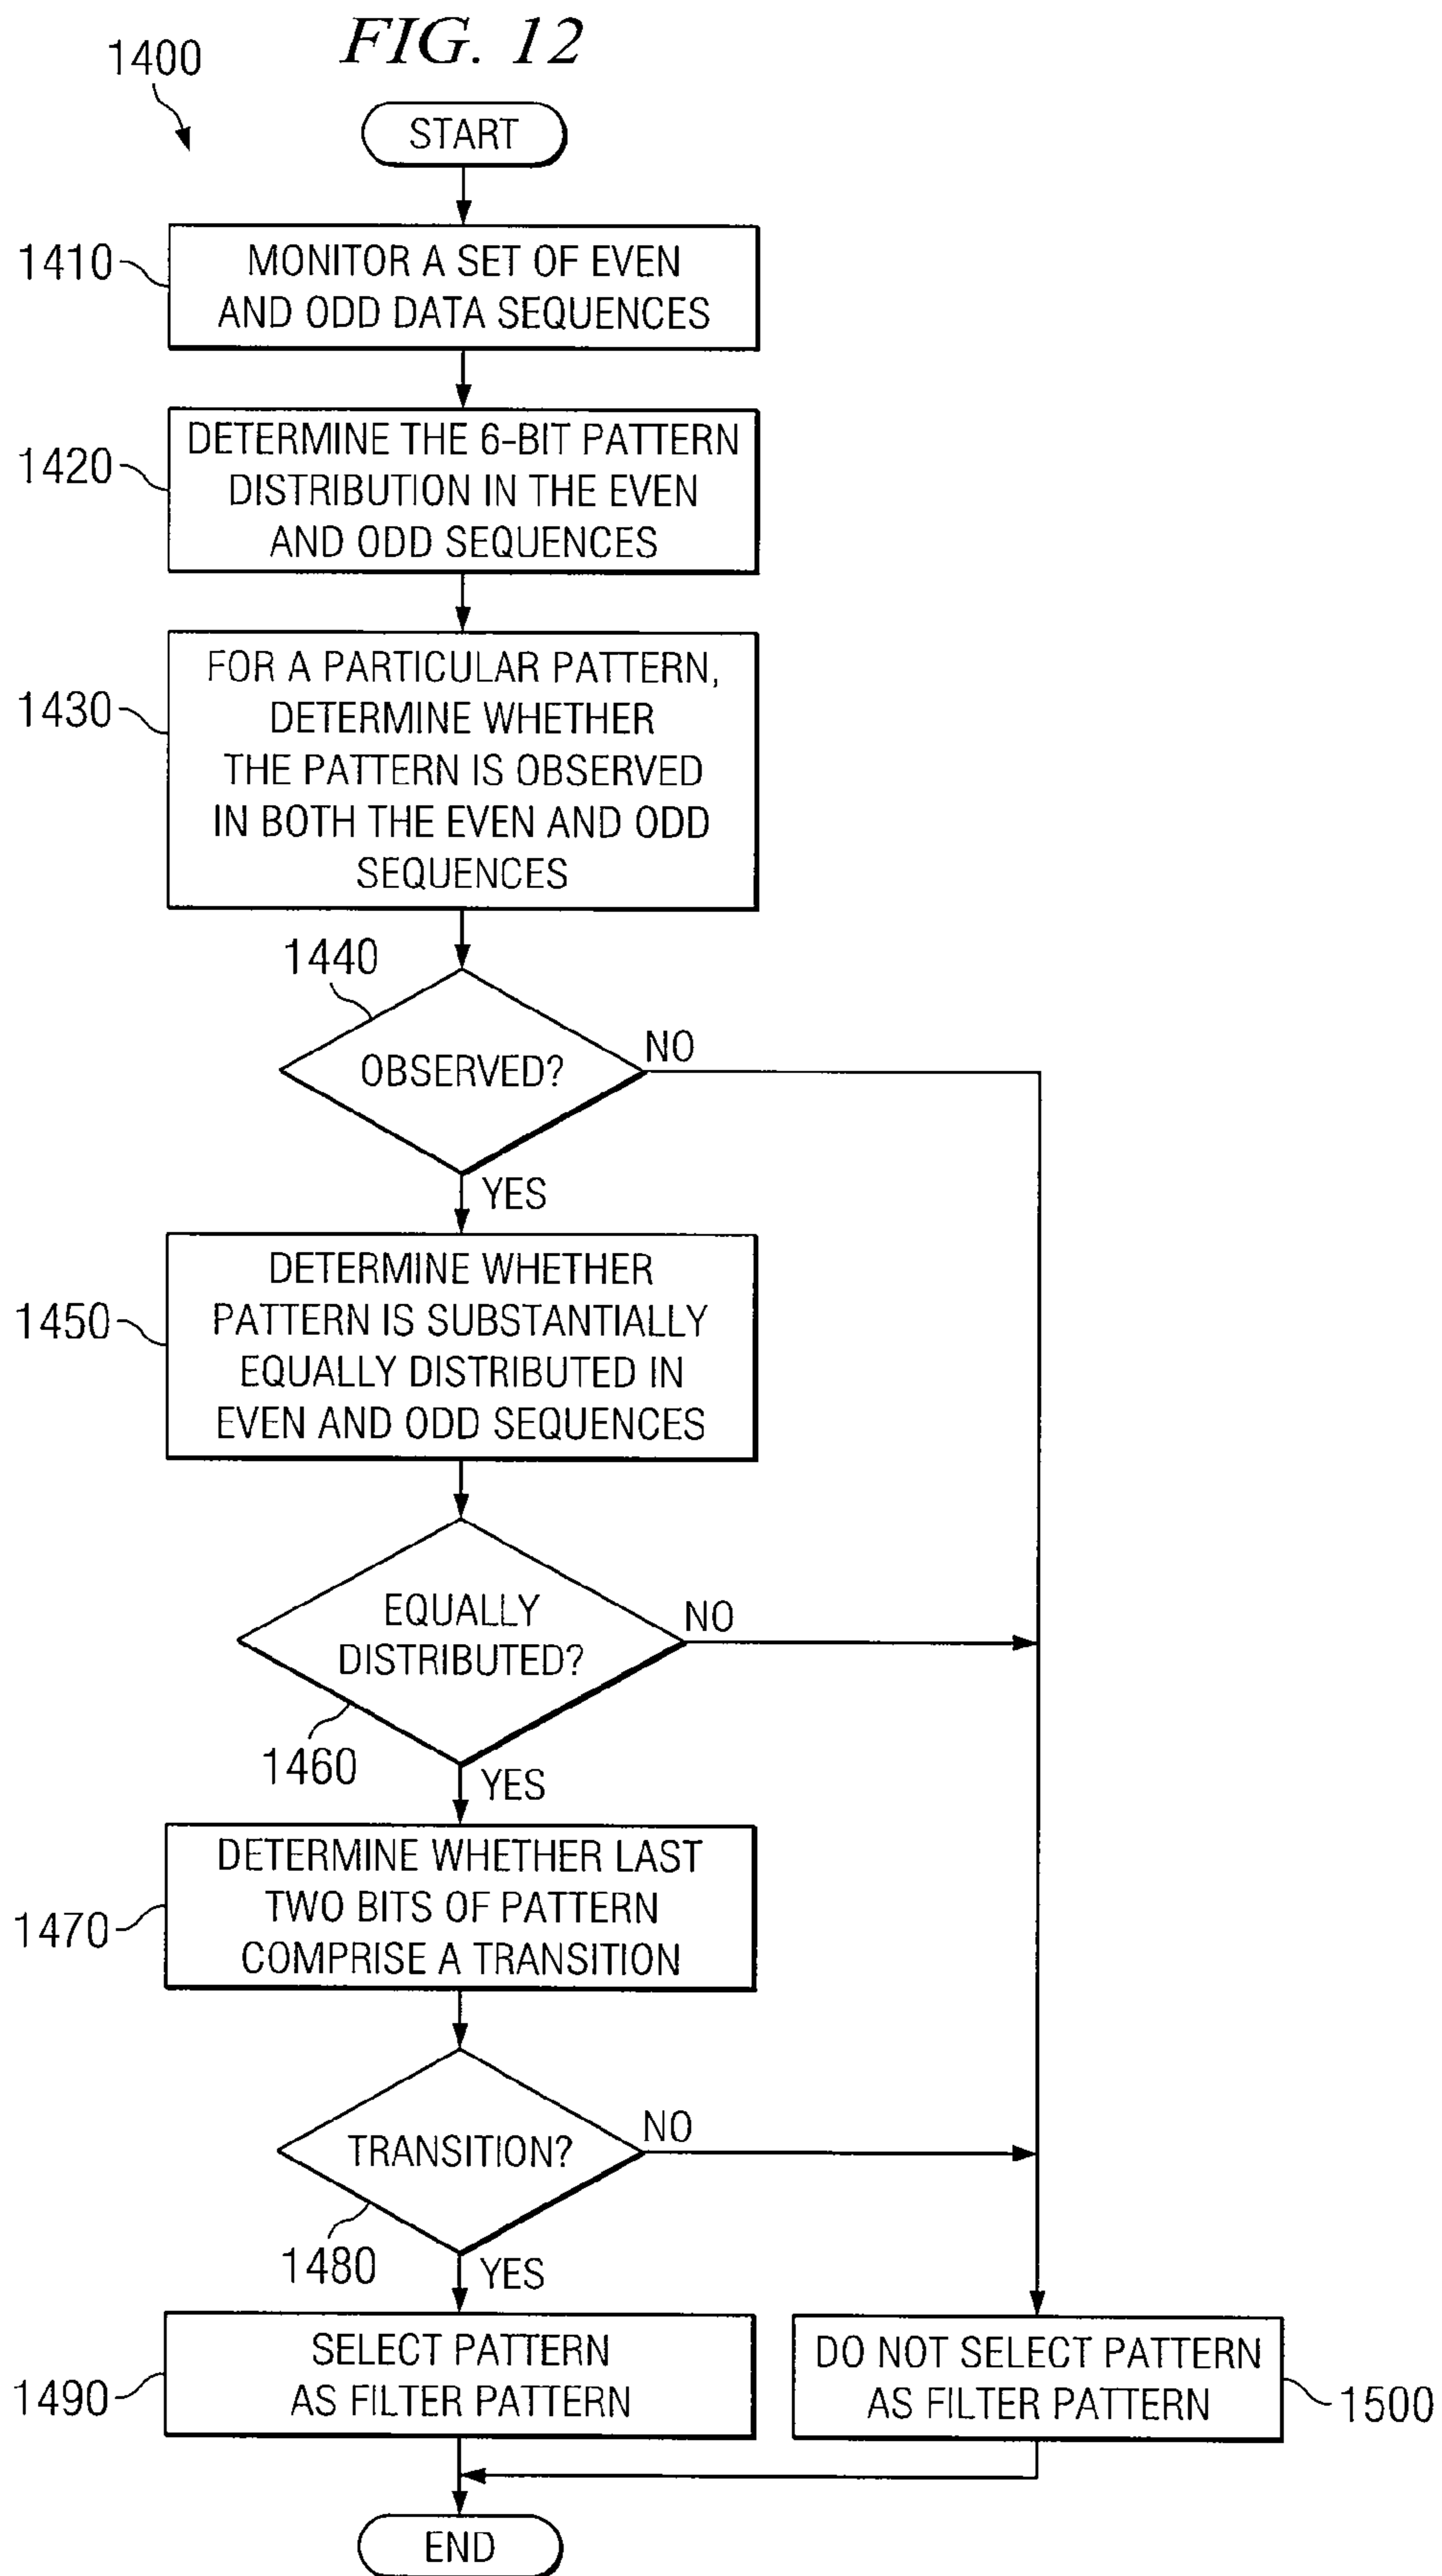 FIG. 12
1400
START
1410
MONITOR A SET OF EVEN
AND ODD DATA SEQUENCES
1420
DETERMINE THE 6-BIT PATTERN
DISTRIBUTION IN THE EVEN
AND ODD SEQUENCES
1430
FOR A PARTICULAR PATTERN,
DETERMINE WHETHER
THE PATTERN IS OBSERVED
IN BOTH THE EVEN AND ODD
SEQUENCES
1440
OBSERVED?
NO
YES
1450
DETERMINE WHETHER
PATTERN IS SUBSTANTIALLY
EQUALLY DISTRIBUTED IN
EVEN AND ODD SEQUENCES
EQUALLY
DISTRIBUTED?
NO
1460
YES
1470
DETERMINE WHETHER LAST
TWO BITS OF PATTERN
COMPRISE A TRANSITION
TRANSITION?
NO
1480
YES
1490
SELECT PATTERN
AS FILTER PATTERN
DO NOT SELECT PATTERN
AS FILTER PATTERN
1500
END